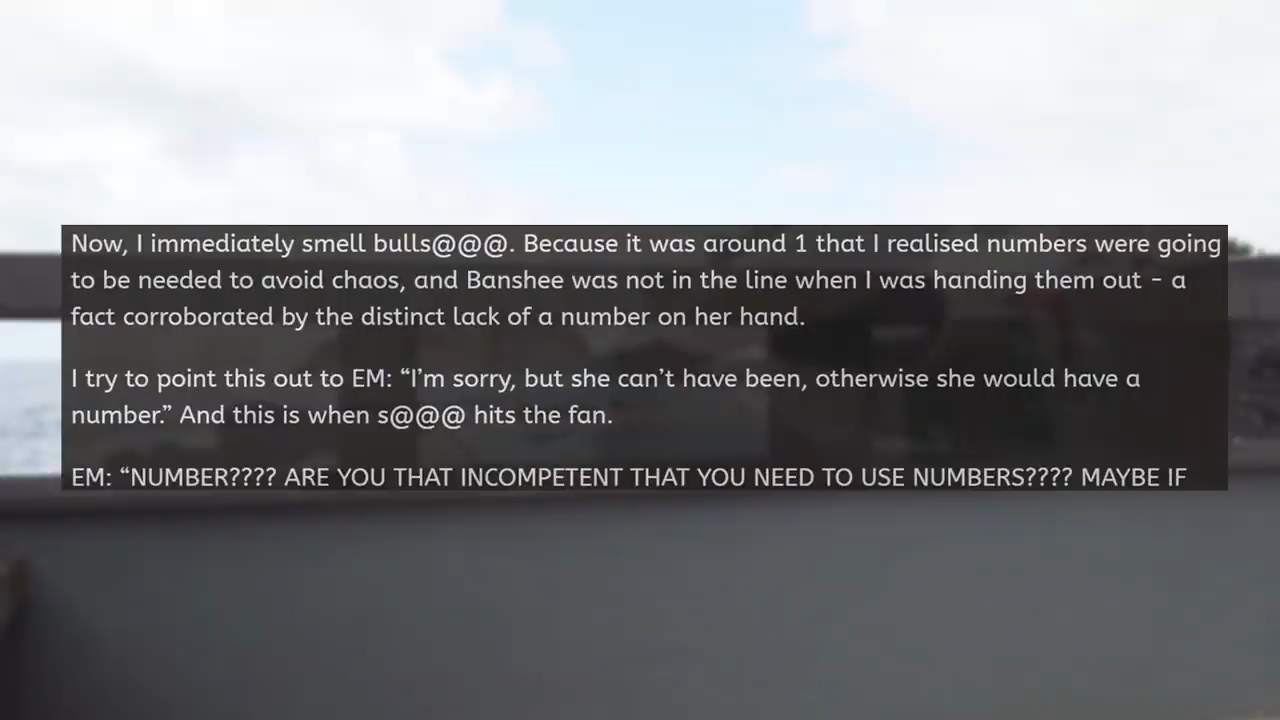 Now, I immediately smell bulls@@@. Because it was around 1 that I realised numbers were going
to be needed to avoid chaos, and Banshee was not in the line when I was handing them out - a
fact corroborated by the distinct lack of a number on her hand.
I try to point this out to EM: “I’m sorry, but she can’t have been, otherwise she would have a
number.” And this is when s@@@ hits the fan.
EM: “NUMBER???? ARE YOU THAT INCOMPETENT THAT YOU NEED TO USE NUMBERS???? MAYBE IF